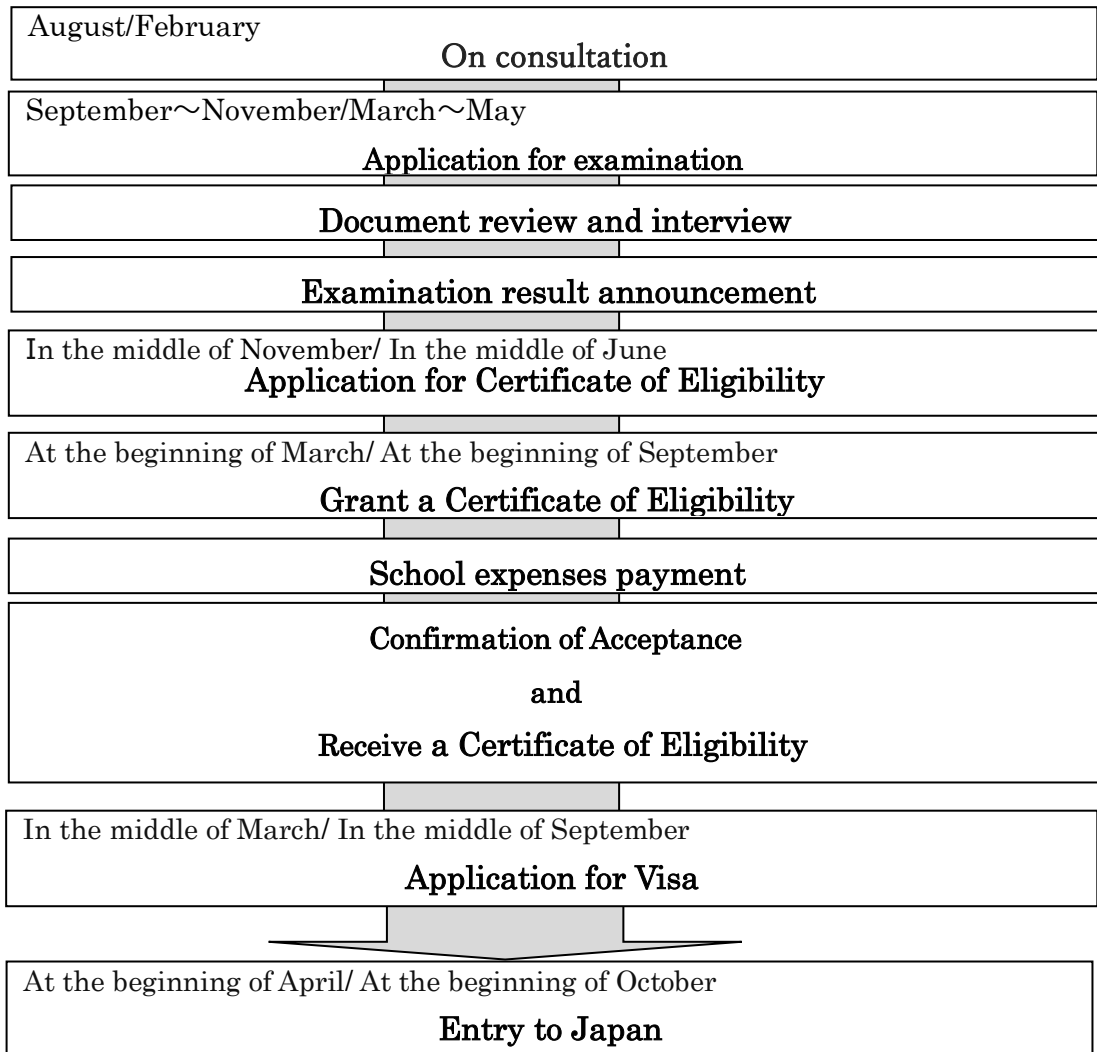 August/February
On consultation
September～November/March～May
Application for examination
Document review and interview
Examination result announcement
In the middle of November/ In the middle of June
Application for Certificate of Eligibility
At the beginning of March/ At the beginning of September
Grant a Certificate of Eligibility
School expenses payment
Confirmation of Acceptance
and
Receive a Certificate of Eligibility
In the middle of March/ In the middle of September
Application for Visa
At the beginning of April/ At the beginning of October
Entry to Japan